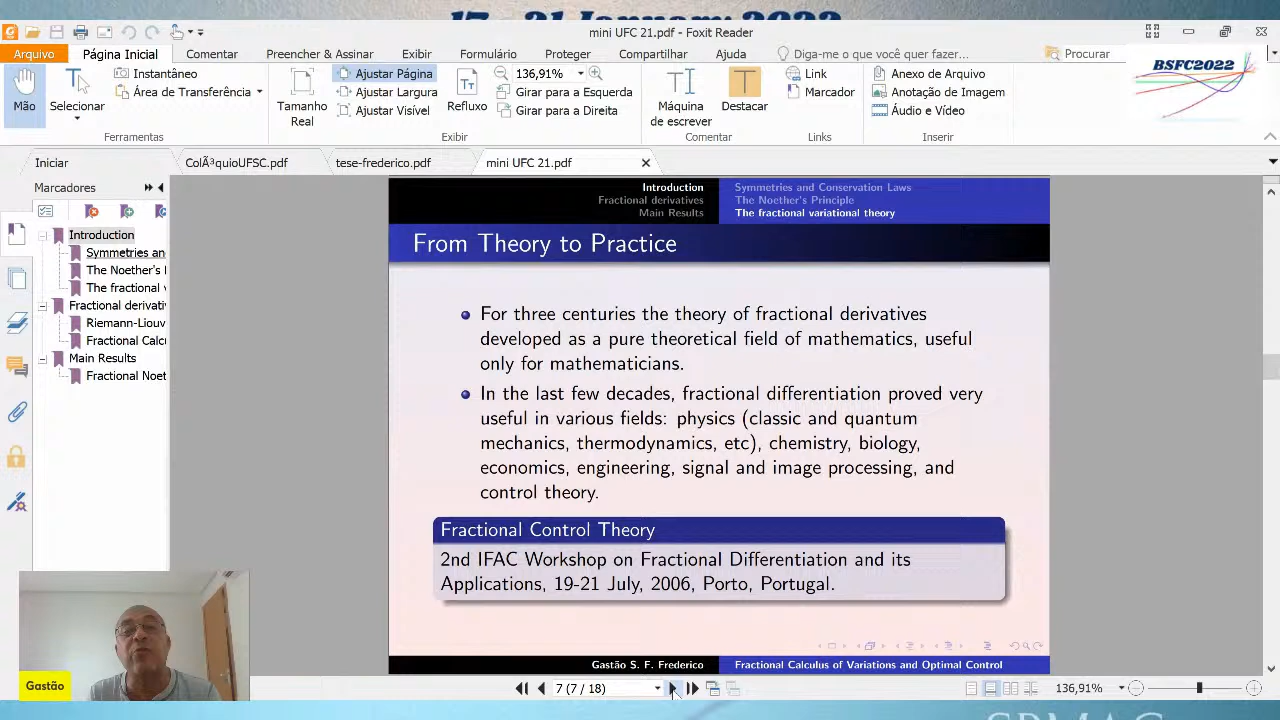 17 - 21 January 2022
mini UFC 21.pdf - Foxit Reader
Arquivo
Página Inicial
Comentar
Preencher & Assinar
Exibir
Formulário
Proteger
Compartilhar
Ajuda
Diga-me o que você quer fazer...
Procurar
BSFC2022
Mão
Selecionar
Instantâneo
Área de Transferência
Ferramentas
Tamanho
Real
Ajustar Página
Ajustar Largura
Ajustar Visível
Refluxo
136,91%
Girar para a Esquerda
Girar para a Direita
Exibir
Máquina
de escrever
Destacar
Comentar
Link
Marcador
Links
Anexo de Arquivo
Anotação de Imagem
Áudio e Vídeo
Inserir
Iniciar
ColÃ³quioUFSC.pdf
tese-frederico.pdf
mini UFC 21.pdf
Marcadores
Introduction
Symmetries an
The Noether's
The fractional
Fractional derivati
Riemann-Liouv
Fractional Calc
Main Results
Fractional Noet
Introduction
Fractional derivatives
Main Results
Symmetries and Conservation Laws
The Noether's Principle
The fractional variational theory
From Theory to Practice
For three centuries the theory of fractional derivatives
developed as a pure theoretical field of mathematics, useful
only for mathematicians.
In the last few decades, fractional differentiation proved very
useful in various fields: physics (classic and quantum
mechanics, thermodynamics, etc), chemistry, biology,
economics, engineering, signal and image processing, and
control theory.
Fractional Control Theory
2nd IFAC Workshop on Fractional Differentiation and its
Applications, 19-21 July, 2006, Porto, Portugal.
Gastão S. F. Frederico
Fractional Calculus of Variations and Optimal Control
Gastão
7 (7 / 18)
136,91%